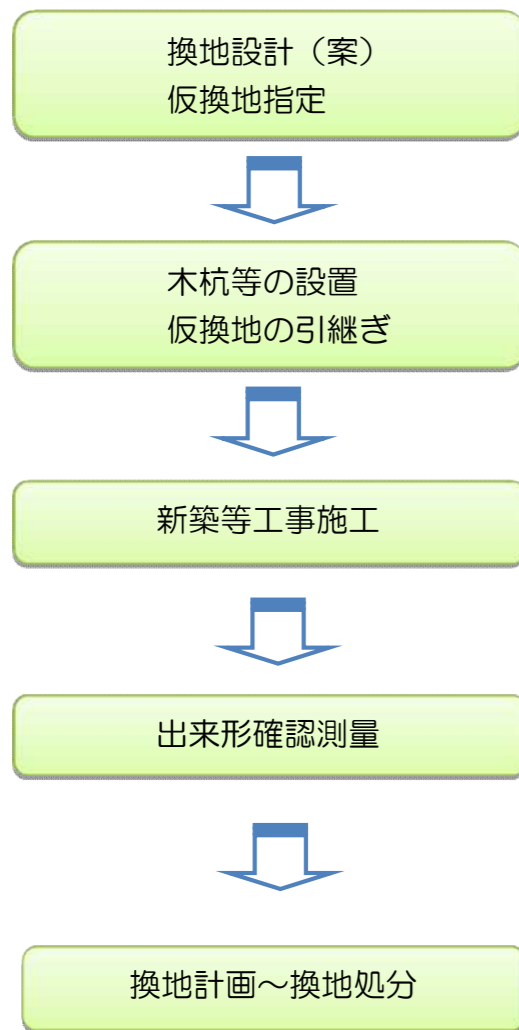 換地設計（案）
仮換地指定
木杭等の設置
仮換地の引継ぎ
新築等工事施工
出来形確認測量
換地計画～換地処分